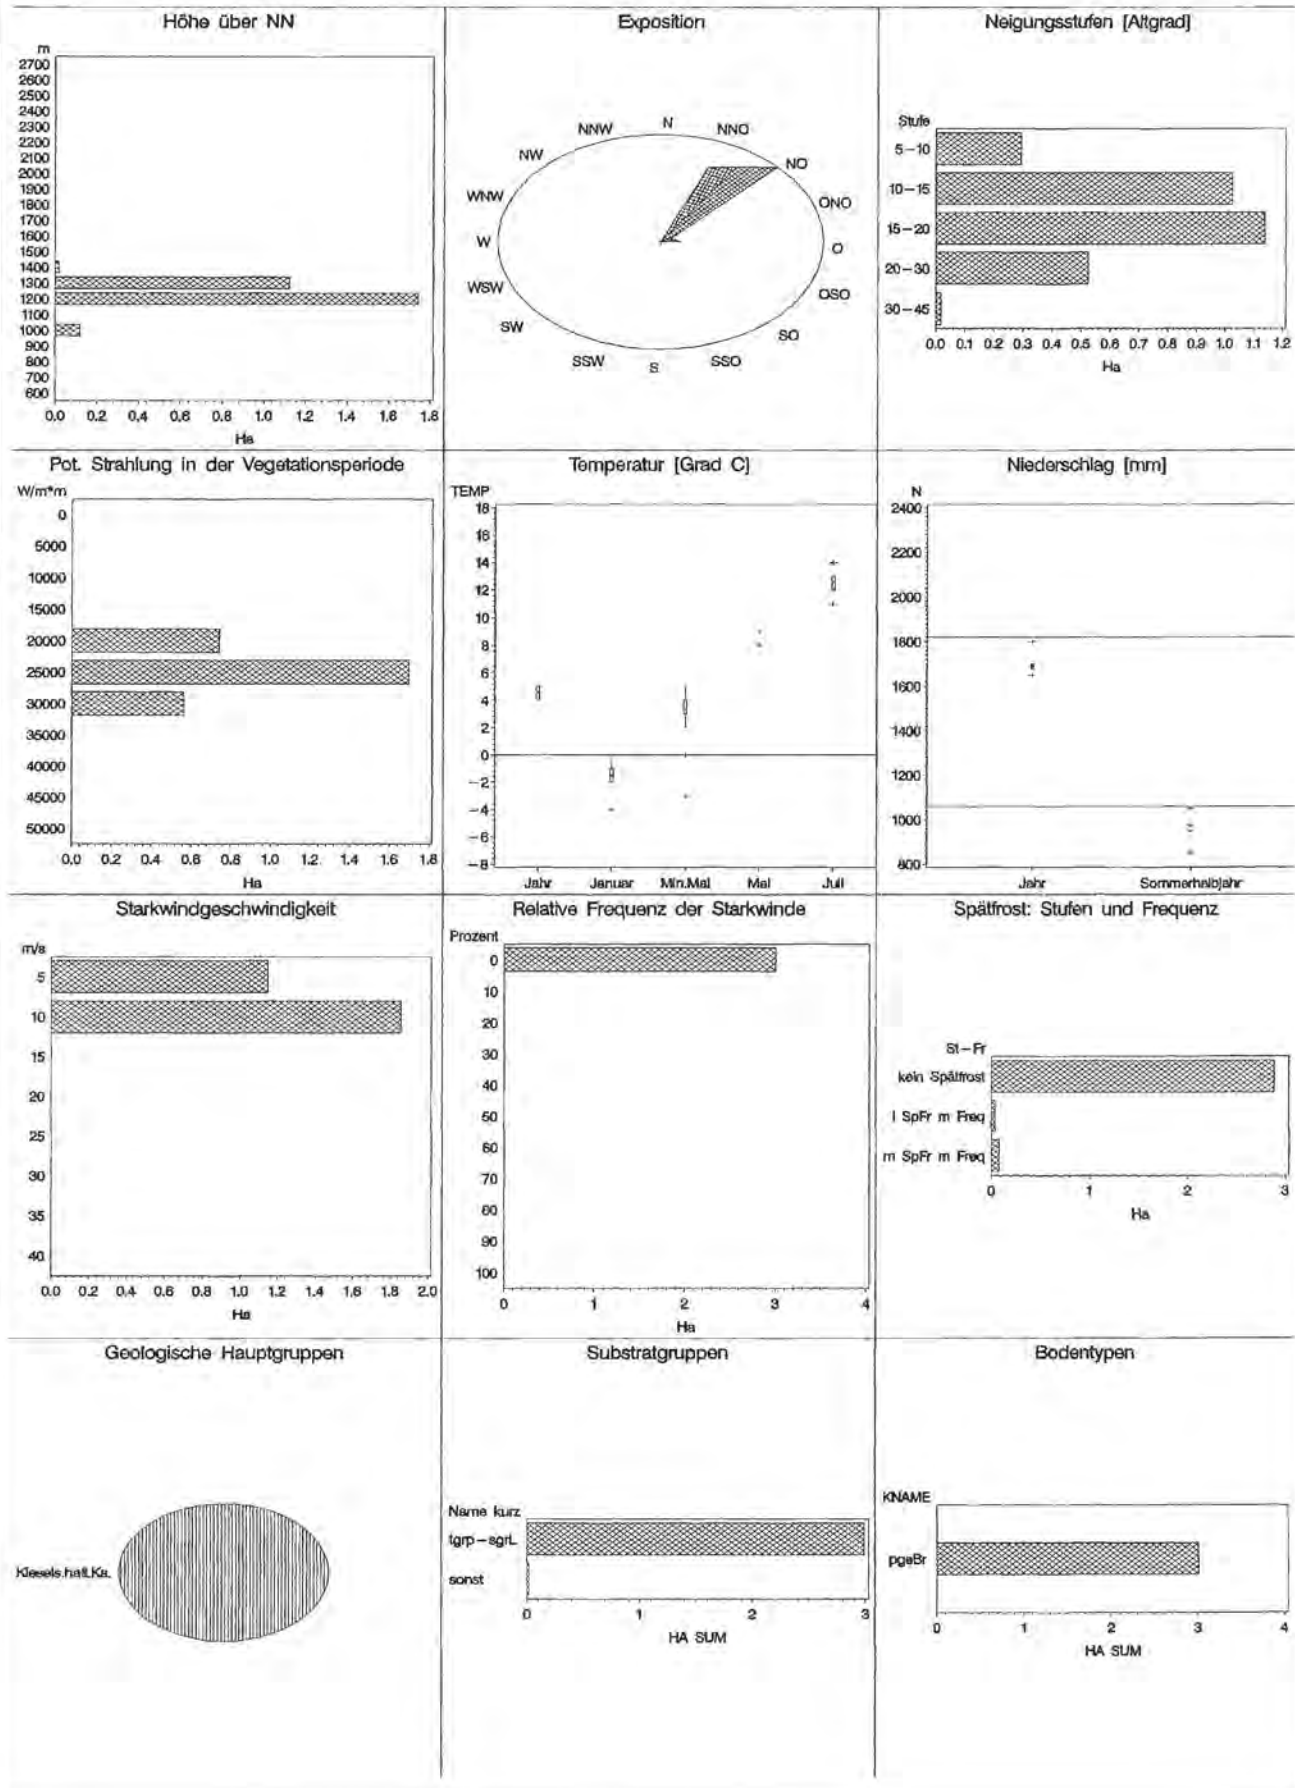 Höhe über NN
m
2700
2600
2500
2400
2300
2200
2100
2000
1900
1800
1700
1600
1500
1400
1300
1200
1100
1000
900
800
700
600
0.0 0.2 0.4 0.6 0.8 1.0 1.2 1.4 1.6 1.8
Ha
Exposition
N
NNW NNO
NW NO
WNW ONO
W O
WSW OSO
SW SO
SSW SSO
S
Neigungsstufen [Altgrad]
Stufe
5-10
10-15
15-20
20-30
30-45
0.0 0.1 0.2 0.3 0.4 0.5 0.6 0.7 0.8 0.9 1.0 1.1 1.2
Ha
Pot. Strahlung in der Vegetationsperiode
W/m*m
0
5000
10000
15000
20000
25000
30000
35000
40000
45000
50000
0.0 0.2 0.4 0.6 0.8 1.0 1.2 1.4 1.6 1.8
Ha
Temperatur [Grad C]
TEMP
18
16
14
12
10
8
6
4
2
0
-2
-4
-6
-8
Jahr Januar Min.Mai Mai Juli
Niederschlag [mm]
N
2400
2200
2000
1800
1600
1400
1200
1000
800
Jahr Sommerhalbjahr
Starkwindgeschwindigkeit
m/s
5
10
15
20
25
30
35
40
0.0 0.2 0.4 0.6 0.8 1.0 1.2 1.4 1.6 1.8 2.0
Ha
Relative Frequenz der Starkwinde
Prozent
0
10
20
30
40
50
60
70
80
90
100
0 1 2 3 4
Ha
Spätfrost: Stufen und Frequenz
St-Fr
kein Spätfrost
l SpFr m Freq
m SpFr m Freq
0 1 2 3
Ha
Geologische Hauptgruppen
Kiesels.halt.Ka.
Substratgruppen
Name kurz
tgrp-sgrL
sonst
0 1 2 3
HA SUM
Bodentypen
KNAME
pgeBr
0 1 2 3 4
HA SUM